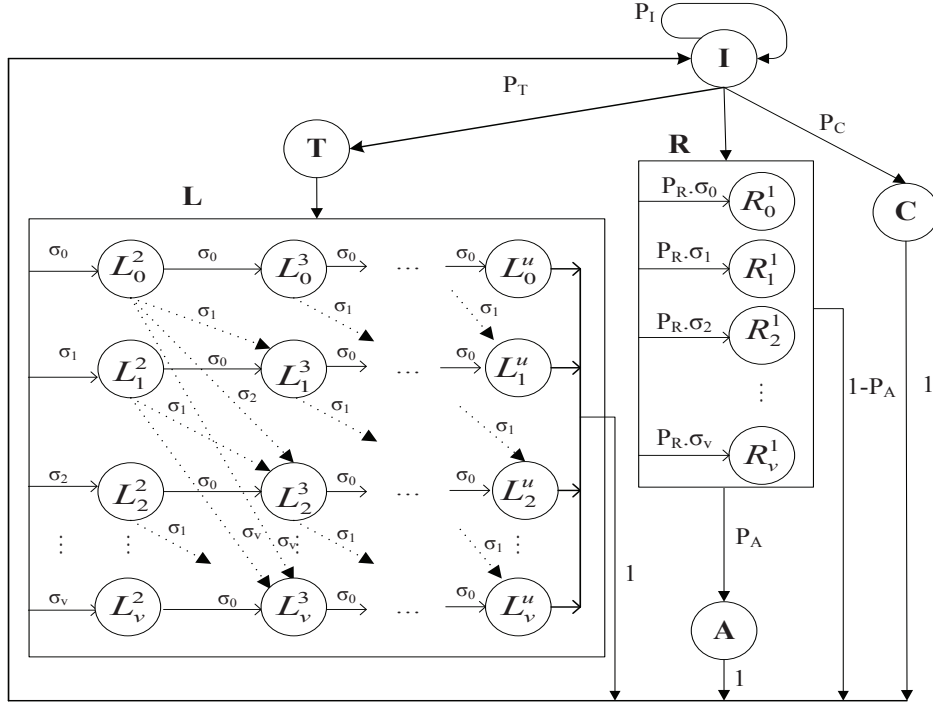 P_I
I
P_T
P_C
T
R
L
C
P_R.σ_0
R_0^1
σ_0 L_0^2 σ_0 L_0^3 σ_0 ... σ_0 L_0^u
P_R.σ_1
R_1^1
σ_1 σ_1 σ_1
P_R.σ_2
R_2^1
σ_1 L_1^2 σ_0 L_1^3 σ_0 ... σ_0 L_1^u
σ_1 σ_2 σ_1 σ_1
⋮
1-P_A
1
P_R.σ_v
R_v^1
σ_2 L_2^2 σ_0 L_2^3 σ_0 ... σ_0 L_2^u
σ_1 σ_v σ_v σ_1 σ_1
⋮ ⋮ ⋮ ⋮
P_A
1
σ_v L_v^2 σ_0 L_v^3 σ_0 ... σ_0 L_v^u
A
1